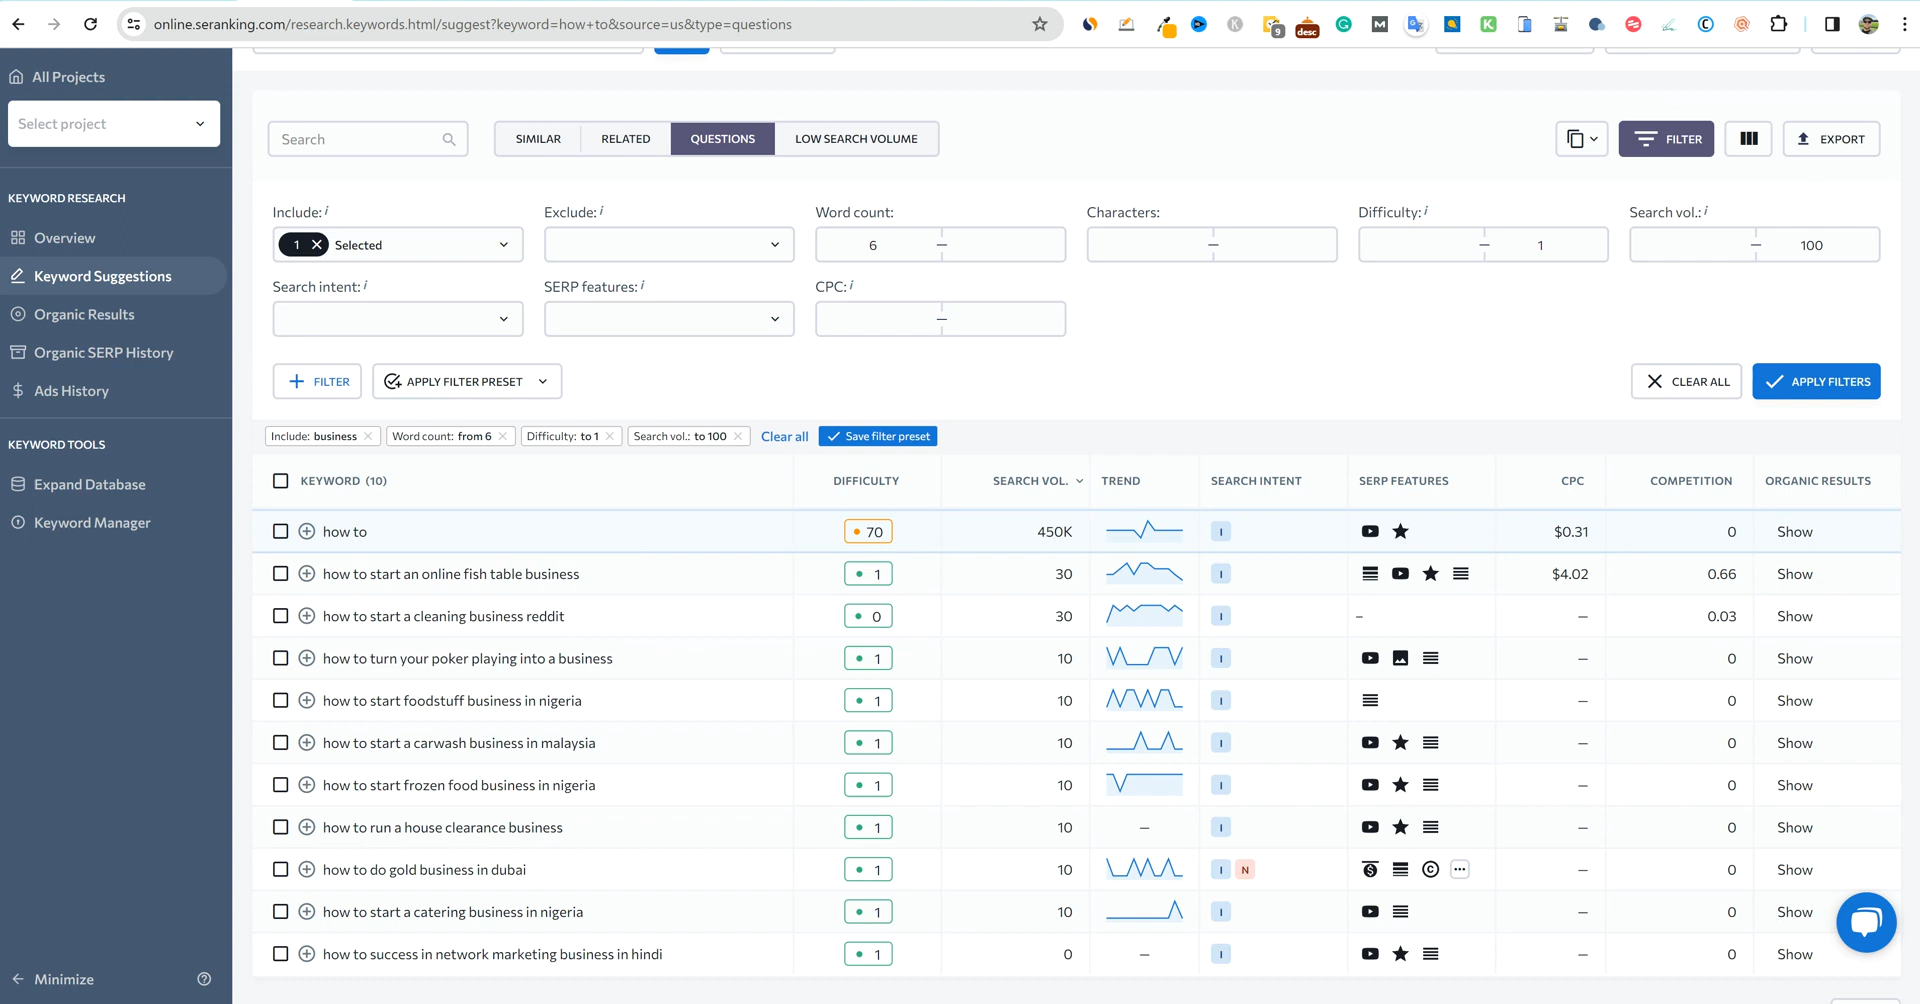 online.seranking.com/research.keywords.html/suggest?keyword=how+to&source=us&type=questions
9
desc
All Projects
Select project
KEYWORD RESEARCH
Overview
Keyword Suggestions
Organic Results
Organic SERP History
Ads History
KEYWORD TOOLS
Expand Database
Keyword Manager
Minimize
Search
SIMILAR
RELATED
QUESTIONS
LOW SEARCH VOLUME
FILTER
EXPORT
Include: i
Exclude: i
Word count:
Characters:
Difficulty: i
Search vol.: i
1 Selected
6 –
–
– 1
– 100
Search intent: i
SERP features: i
CPC: i
–
FILTER
APPLY FILTER PRESET
CLEAR ALL
APPLY FILTERS
Include: business
Word count: from 6
Difficulty: to 1
Search vol.: to 100
Clear all
Save filter preset
KEYWORD (10) DIFFICULTY SEARCH VOL. TREND SEARCH INTENT SERP FEATURES CPC COMPETITION ORGANIC RESULTS
how to 70 450K I $0.31 0 Show
how to start an online fish table business 1 30 I $4.02 0.66 Show
how to start a cleaning business reddit 0 30 I – – 0.03 Show
how to turn your poker playing into a business 1 10 I – 0 Show
how to start foodstuff business in nigeria 1 10 I – 0 Show
how to start a carwash business in malaysia 1 10 I – 0 Show
how to start frozen food business in nigeria 1 10 I – 0 Show
how to run a house clearance business 1 10 – I – 0 Show
how to do gold business in dubai 1 10 I N – 0 Show
how to start a catering business in nigeria 1 10 I – 0 Show
how to success in network marketing business in hindi 1 0 – I – 0 Show